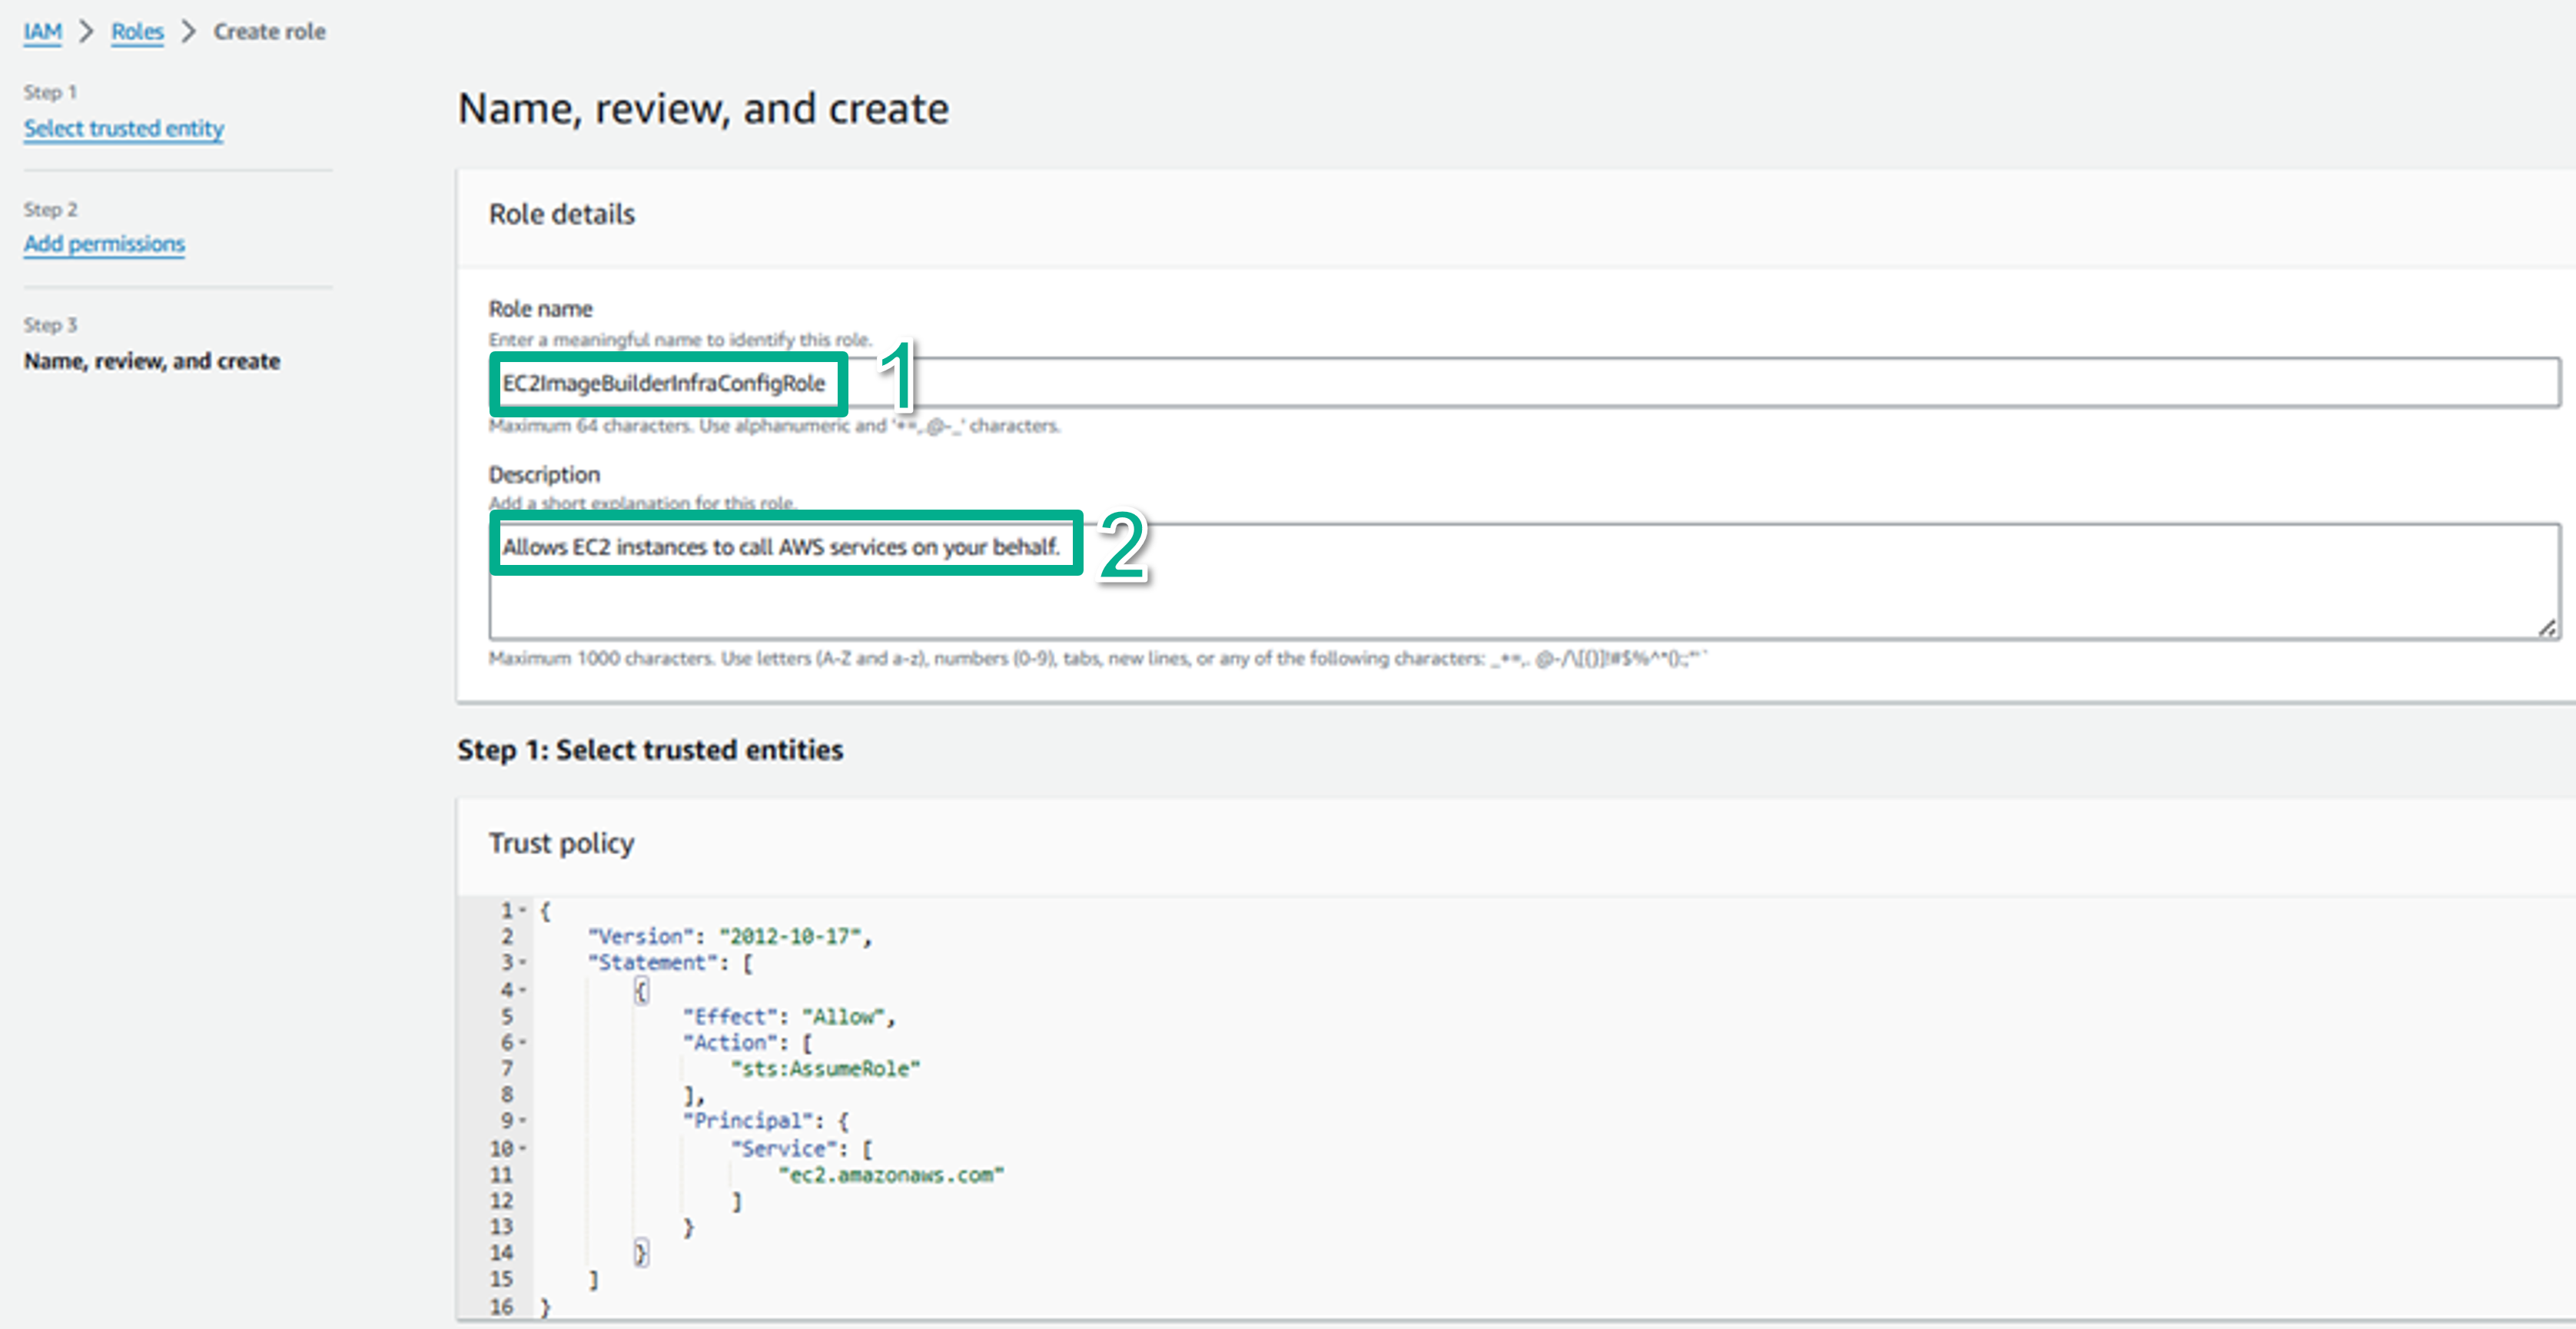 IAM > Roles > Create role
Step 1
Select trusted entity
Step 2
Add permissions
Step 3
Name, review, and create
Name, review, and create
Role details
Role name
Enter a meaningful name to identify this role.
EC2ImageBuilderInfraConfigRole 1
Maximum 64 characters. Use alphanumeric and '+=,.@-_' characters.
Description
Add a short explanation for this role.
Allows EC2 instances to call AWS services on your behalf. 2
Maximum 1000 characters. Use letters (A-Z and a-z), numbers (0-9), tabs, new lines, or any of the following characters:
Step 1: Select trusted entities
Trust policy
1 {
2 "Version": "2012-10-17",
3 "Statement": [
4 {
5 "Effect": "Allow",
6 "Action": [
7 "sts:AssumeRole"
8 ],
9 "Principal": {
10 "Service": [
11 "ec2.amazonaws.com"
12 ]
13 }
14 }
15 ]
16 }